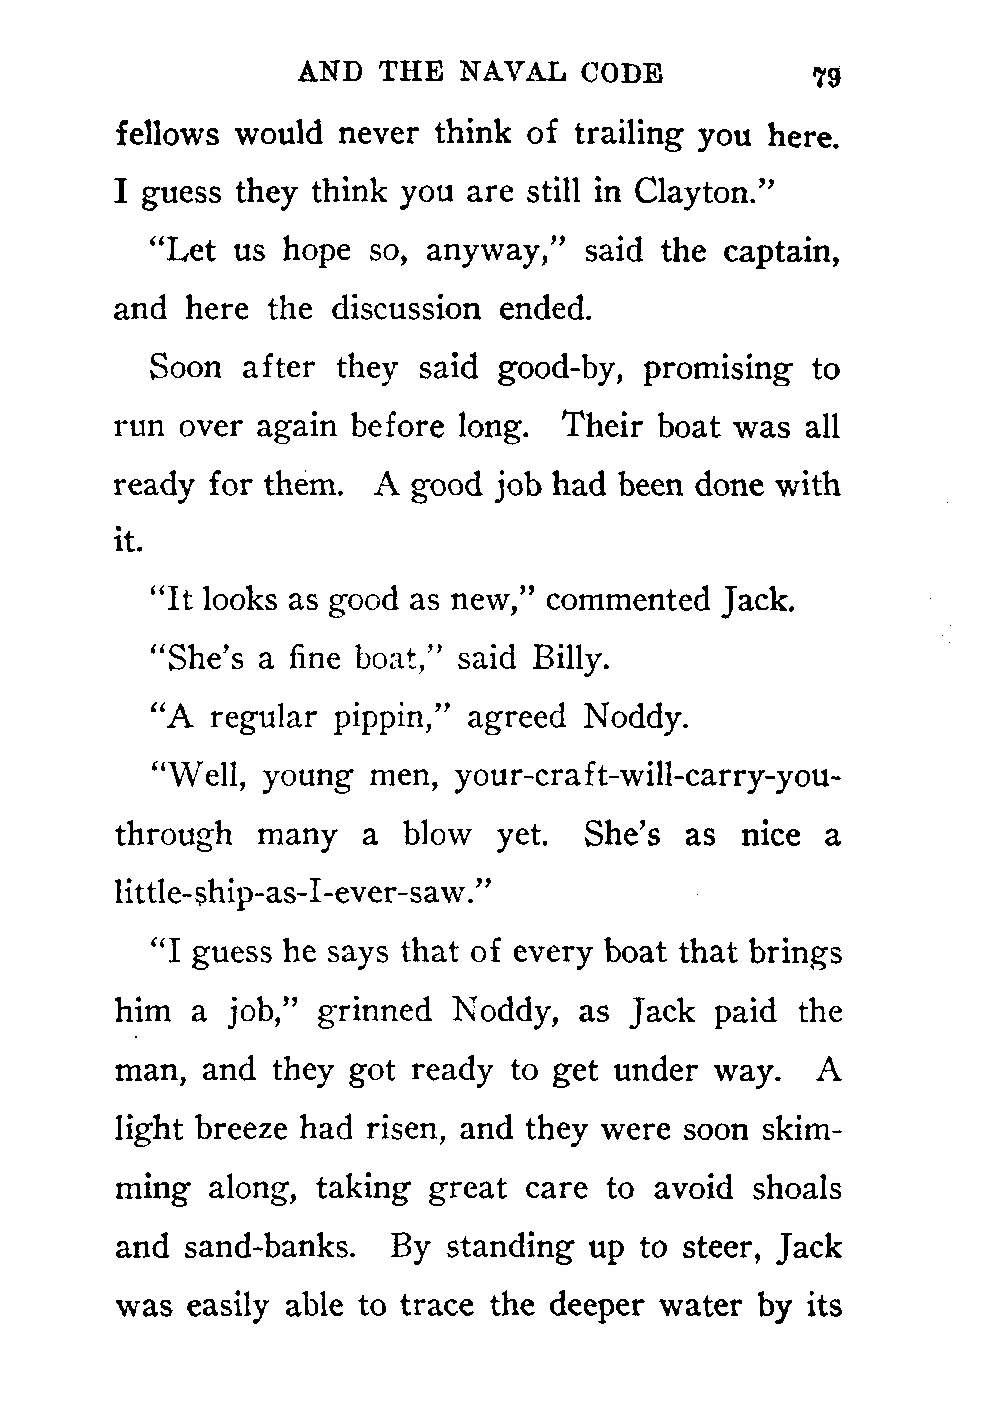 AND THE NAVAL CODE 79
fellows would never think of trailing you here.
I guess they think you are still in Clayton."
"Let us hope so, anyway," said the captain,
and here the discussion ended.
Soon after they said good-by, promising to
run over again before long. Their boat was all
ready for them. A good job had been done with
it.
"It looks as good as new," commented Jack.
"She's a fine boat," said Billy.
"A regular pippin," agreed Noddy.
"Well, young men, your-craft-will-carry-you-
through many a blow yet. She's as nice a
little-ship-as-I-ever-saw."
"I guess he says that of every boat that brings
him a job," grinned Noddy, as Jack paid the
man, and they got ready to get under way. A
light breeze had risen, and they were soon skim-
ming along, taking great care to avoid shoals
and sand-banks. By standing up to steer, Jack
was easily able to trace the deeper water by its